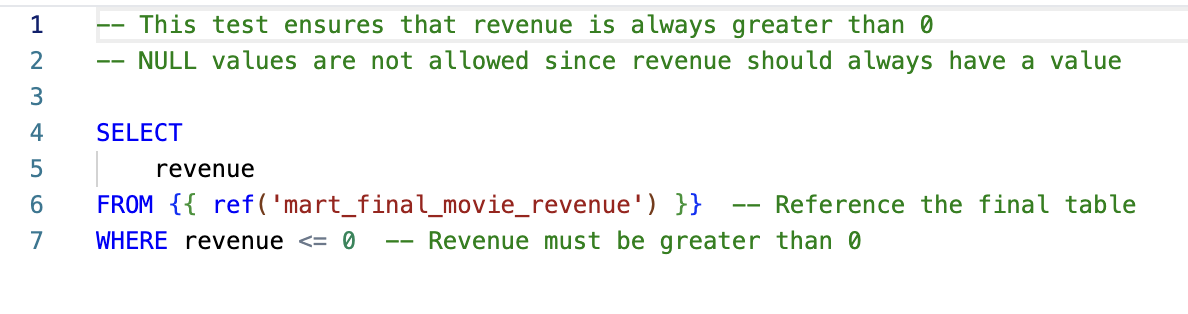 1 -- This test ensures that revenue is always greater than 0
2 -- NULL values are not allowed since revenue should always have a value
3
4 SELECT
5     revenue
6 FROM {{ ref('mart_final_movie_revenue') }}  -- Reference the final table
7 WHERE revenue <= 0  -- Revenue must be greater than 0